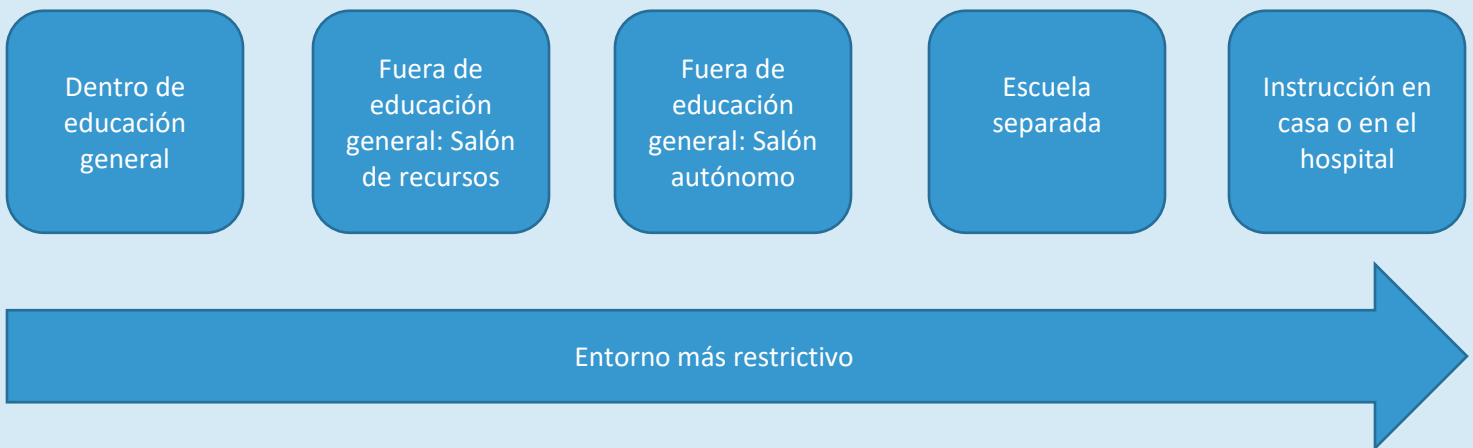 Dentro de
educación
general
Fuera de
educación
general: Salón
de recursos
Fuera de
educación
general: Salón
autónomo
Escuela
separada
Instrucción en
casa o en el
hospital
Entorno más restrictivo